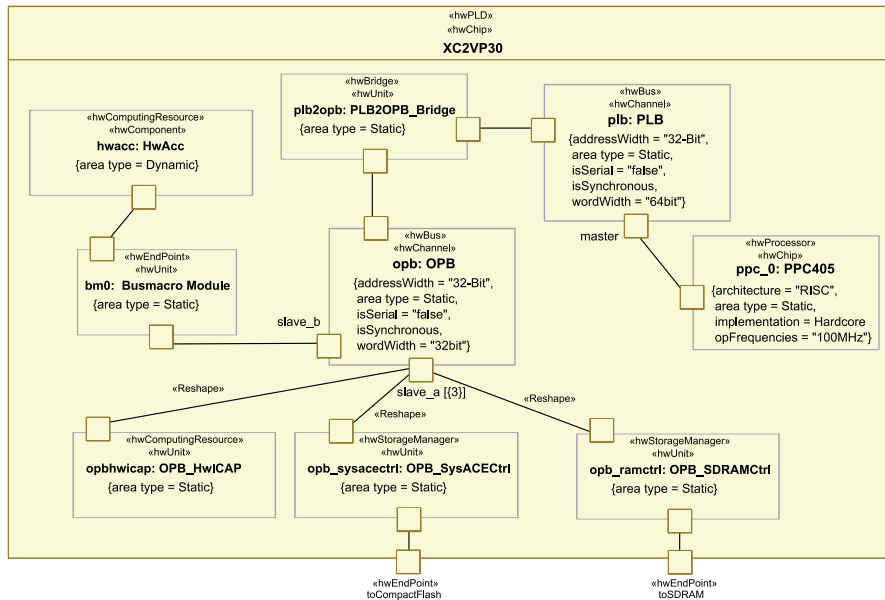 «hwPLD»
«hwChip»
XC2VP30
«hwComputingResource»
«hwComponent»
hwacc: HwAcc
{area type = Dynamic}
«hwBridge»
«hwUnit»
plb2opb: PLB2OPB_Bridge
{area type = Static}
«hwBus»
«hwChannel»
plb: PLB
{addressWidth = "32-Bit",
area type = Static,
isSerial = "false",
isSynchronous,
wordWidth = "64bit"}
master
«hwProcessor»
«hwChip»
ppc_0: PPC405
{architecture = "RISC",
area type = Static,
implementation = Hardcore
opFrequencies = "100MHz"}
«hwEndPoint»
«hwUnit»
bm0:  Busmacro Module
{area type = Static}
«hwBus»
«hwChannel»
opb: OPB
{addressWidth = "32-Bit",
area type = Static,
isSerial = "false",
isSynchronous,
wordWidth = "32bit"}
slave_b
slave_a [{3}]
«Reshape»
«Reshape»
«Reshape»
«hwComputingResource»
«hwUnit»
opbhwicap: OPB_HwICAP
{area type = Static}
«hwStorageManager»
«hwUnit»
opb_sysacectrl: OPB_SysACECtrl
{area type = Static}
«hwStorageManager»
«hwUnit»
opb_ramctrl: OPB_SDRAMCtrl
{area type = Static}
«hwEndPoint»
toCompactFlash
«hwEndPoint»
toSDRAM